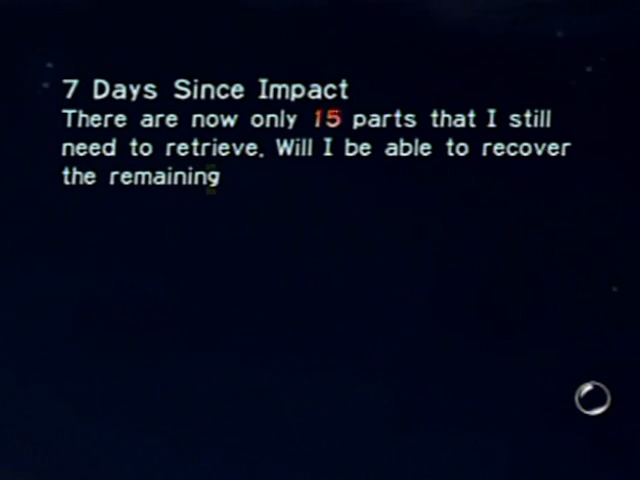 7 Days Since Impact
There are now only 15 parts that I still
need to retrieve. Will I be able to recover
the remaining